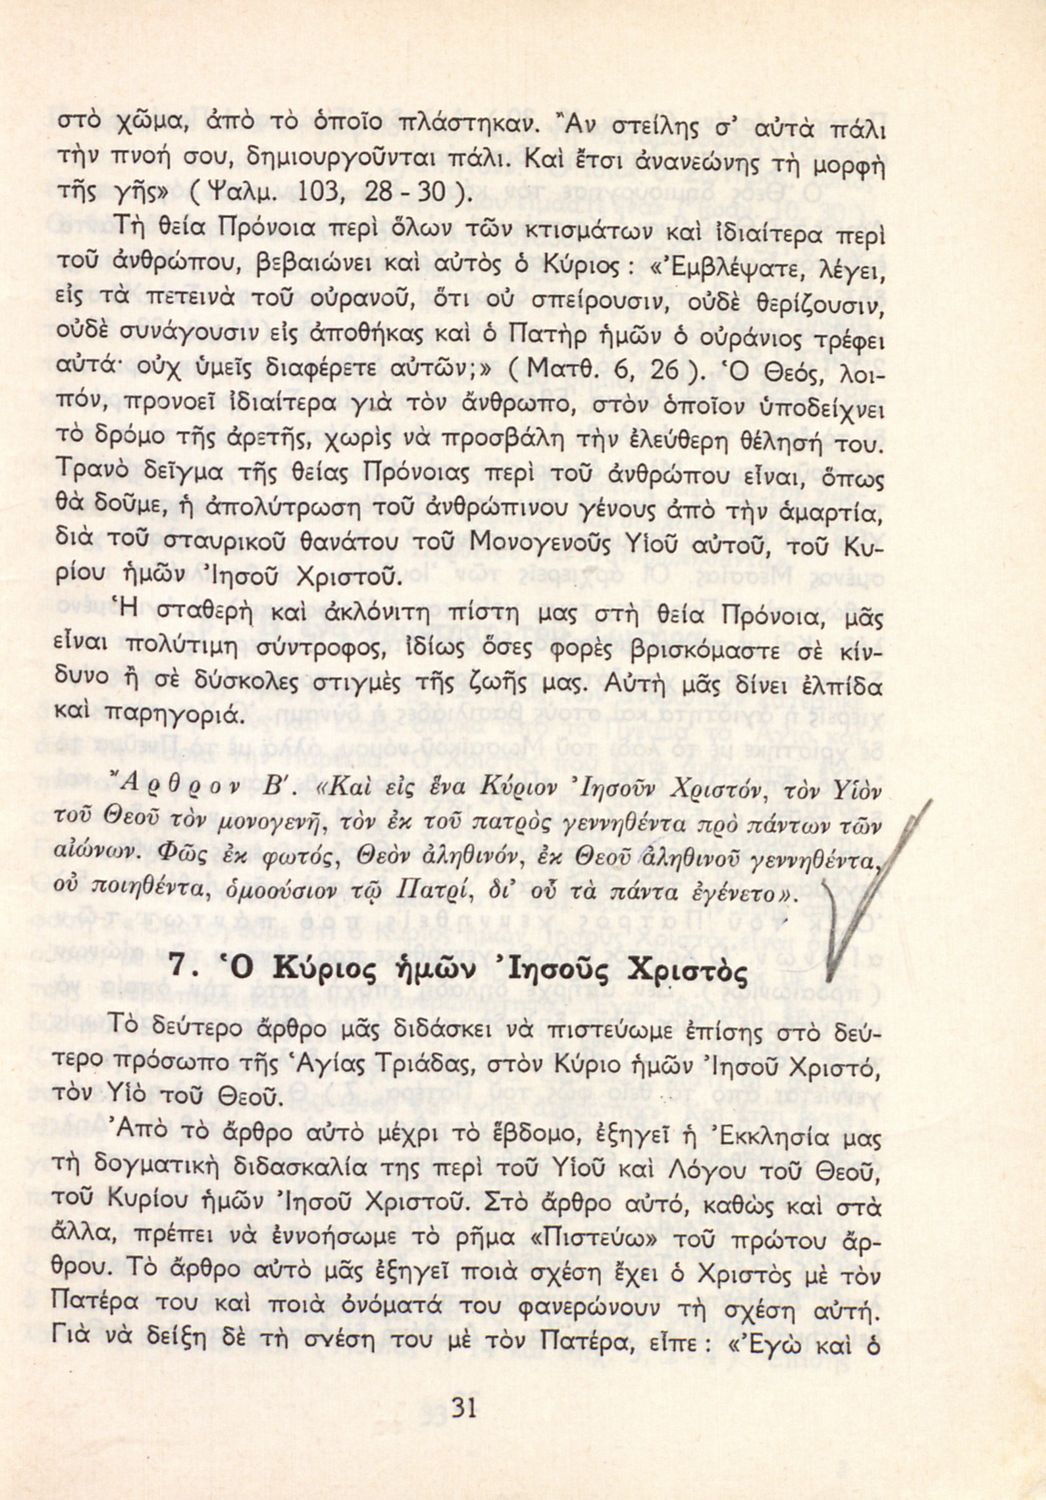 στὸ χῶμα, ἀπὸ τὸ ὁποῖο πλάστηκαν. Ἂν στείλης σ’ αὐτὰ πάλι
τὴν πνοή σου, δημιουργοῦνται πάλι. Καὶ ἔτσι ἀνανεώνης τὴ μορφὴ
τῆς γῆς» (Ψαλμ. 103, 28 - 30).
Τὴ θεία Πρόνοια περὶ ὅλων τῶν κτισμάτων καὶ ἰδιαίτερα περὶ
τοῦ ἀνθρώπου, βεβαιώνει καὶ αὐτὸς ὁ Κύριος : «Ἐμβλέψατε, λέγει,
εἰς τὰ πετεινὰ τοῦ οὐρανοῦ, ὅτι οὐ σπείρουσιν, οὐδὲ θερίζουσιν,
οὐδὲ συνάγουσιν εἰς ἀποθήκας καὶ ὁ Πατὴρ ἡμῶν ὁ οὐράνιος τρέφει
αὐτά· οὐχ ὑμεῖς διαφέρετε αὐτῶν;» (Ματθ. 6, 26). Ὁ Θεός, λοι-
πόν, προνοεῖ ἰδιαίτερα γιὰ τὸν ἄνθρωπο, στὸν ὁποῖον ὑποδείχνει
τὸ δρόμο τῆς ἀρετῆς, χωρὶς νὰ προσβάλη τὴν ἐλεύθερη θέλησή του.
Τρανὸ δεῖγμα τῆς θείας Πρόνοιας περὶ τοῦ ἀνθρώπου εἶναι, ὅπως
θὰ δοῦμε, ἡ ἀπολύτρωση τοῦ ἀνθρώπινου γένους ἀπὸ τὴν ἁμαρτία,
διὰ τοῦ σταυρικοῦ θανάτου τοῦ Μονογενοῦς Υἱοῦ αὐτοῦ, τοῦ Κυ-
ρίου ἡμῶν Ἰησοῦ Χριστοῦ.
Ἡ σταθερὴ καὶ ἀκλόνιτη πίστη μας στὴ θεία Πρόνοια, μᾶς
εἶναι πολύτιμη σύντροφος, ἰδίως ὅσες φορὲς βρισκόμαστε σὲ κίν-
δυνο ἢ σὲ δύσκολες στιγμὲς τῆς ζωῆς μας. Αὐτὴ μᾶς δίνει ἐλπίδα
καὶ παρηγοριά.
Ἄρθρον Β′. «Καὶ εἰς ἕνα Κύριον Ἰησοῦν Χριστόν, τὸν Υἱὸν
τοῦ Θεοῦ τὸν μονογενῆ, τὸν ἐκ τοῦ πατρὸς γεννηθέντα πρὸ πάντων τῶν
αἰώνων. Φῶς ἐκ φωτός, Θεὸν ἀληθινόν, ἐκ Θεοῦ ἀληθινοῦ γεννηθέντα,
οὐ ποιηθέντα, ὁμοούσιον τῷ Πατρί, δι’ οὗ τὰ πάντα ἐγένετο».
7. Ὁ Κύριος ἡμῶν Ἰησοῦς Χριστὸς
Τὸ δεύτερο ἄρθρο μᾶς διδάσκει νὰ πιστεύωμε ἐπίσης στὸ δεύ-
τερο πρόσωπο τῆς Ἁγίας Τριάδας, στὸν Κύριο ἡμῶν Ἰησοῦ Χριστό,
τὸν Υἱὸ τοῦ Θεοῦ.
Ἀπὸ τὸ ἄρθρο αὐτὸ μέχρι τὸ ἕβδομο, ἐξηγεῖ ἡ Ἐκκλησία μας
τὴ δογματικὴ διδασκαλία της περὶ τοῦ Υἱοῦ καὶ Λόγου τοῦ Θεοῦ,
τοῦ Κυρίου ἡμῶν Ἰησοῦ Χριστοῦ. Στὸ ἄρθρο αὐτό, καθὼς καὶ στὰ
ἄλλα, πρέπει νὰ ἐννοήσωμε τὸ ρῆμα «Πιστεύω» τοῦ πρώτου ἄρ-
θρου. Τὸ ἄρθρο αὐτὸ μᾶς ἐξηγεῖ ποιὰ σχέση ἔχει ὁ Χριστὸς μὲ τὸν
Πατέρα του καὶ ποιὰ ὀνόματά του φανερώνουν τὴ σχέση αὐτή.
Γιὰ νὰ δείξη δὲ τὴ σχέση του μὲ τὸν Πατέρα, εἶπε : «Ἐγὼ καὶ ὁ
31